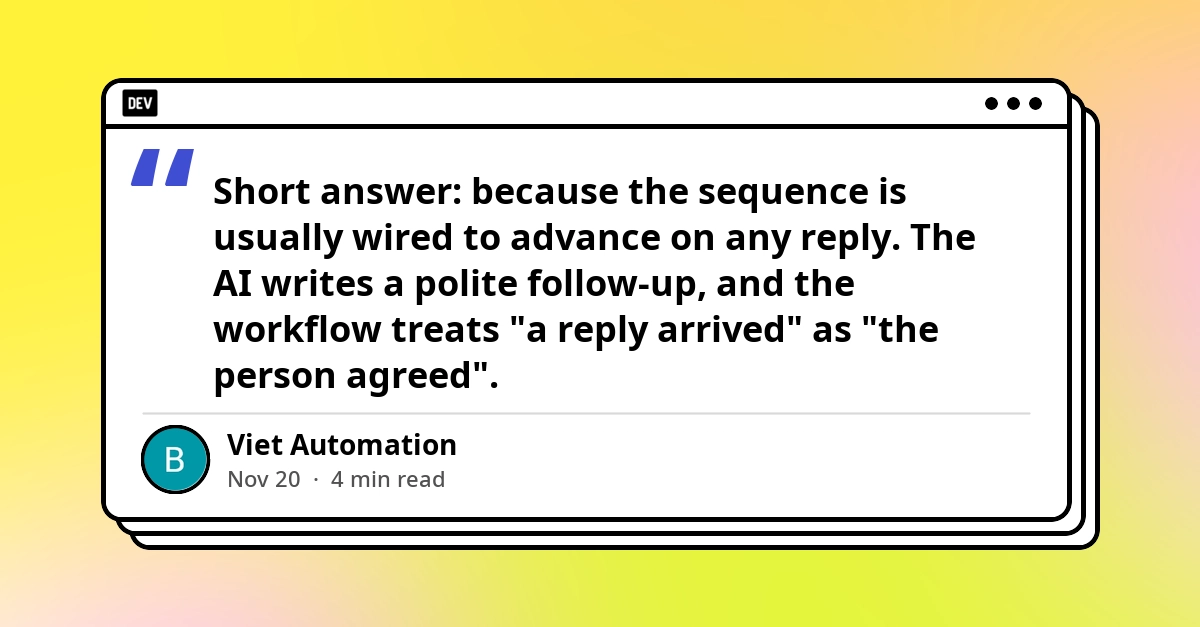 DEV
“
Short answer: because the sequence is
usually wired to advance on any reply. The
AI writes a polite follow-up, and the
workflow treats "a reply arrived" as "the
person agreed".
B
Viet Automation
Nov 20 · 4 min read